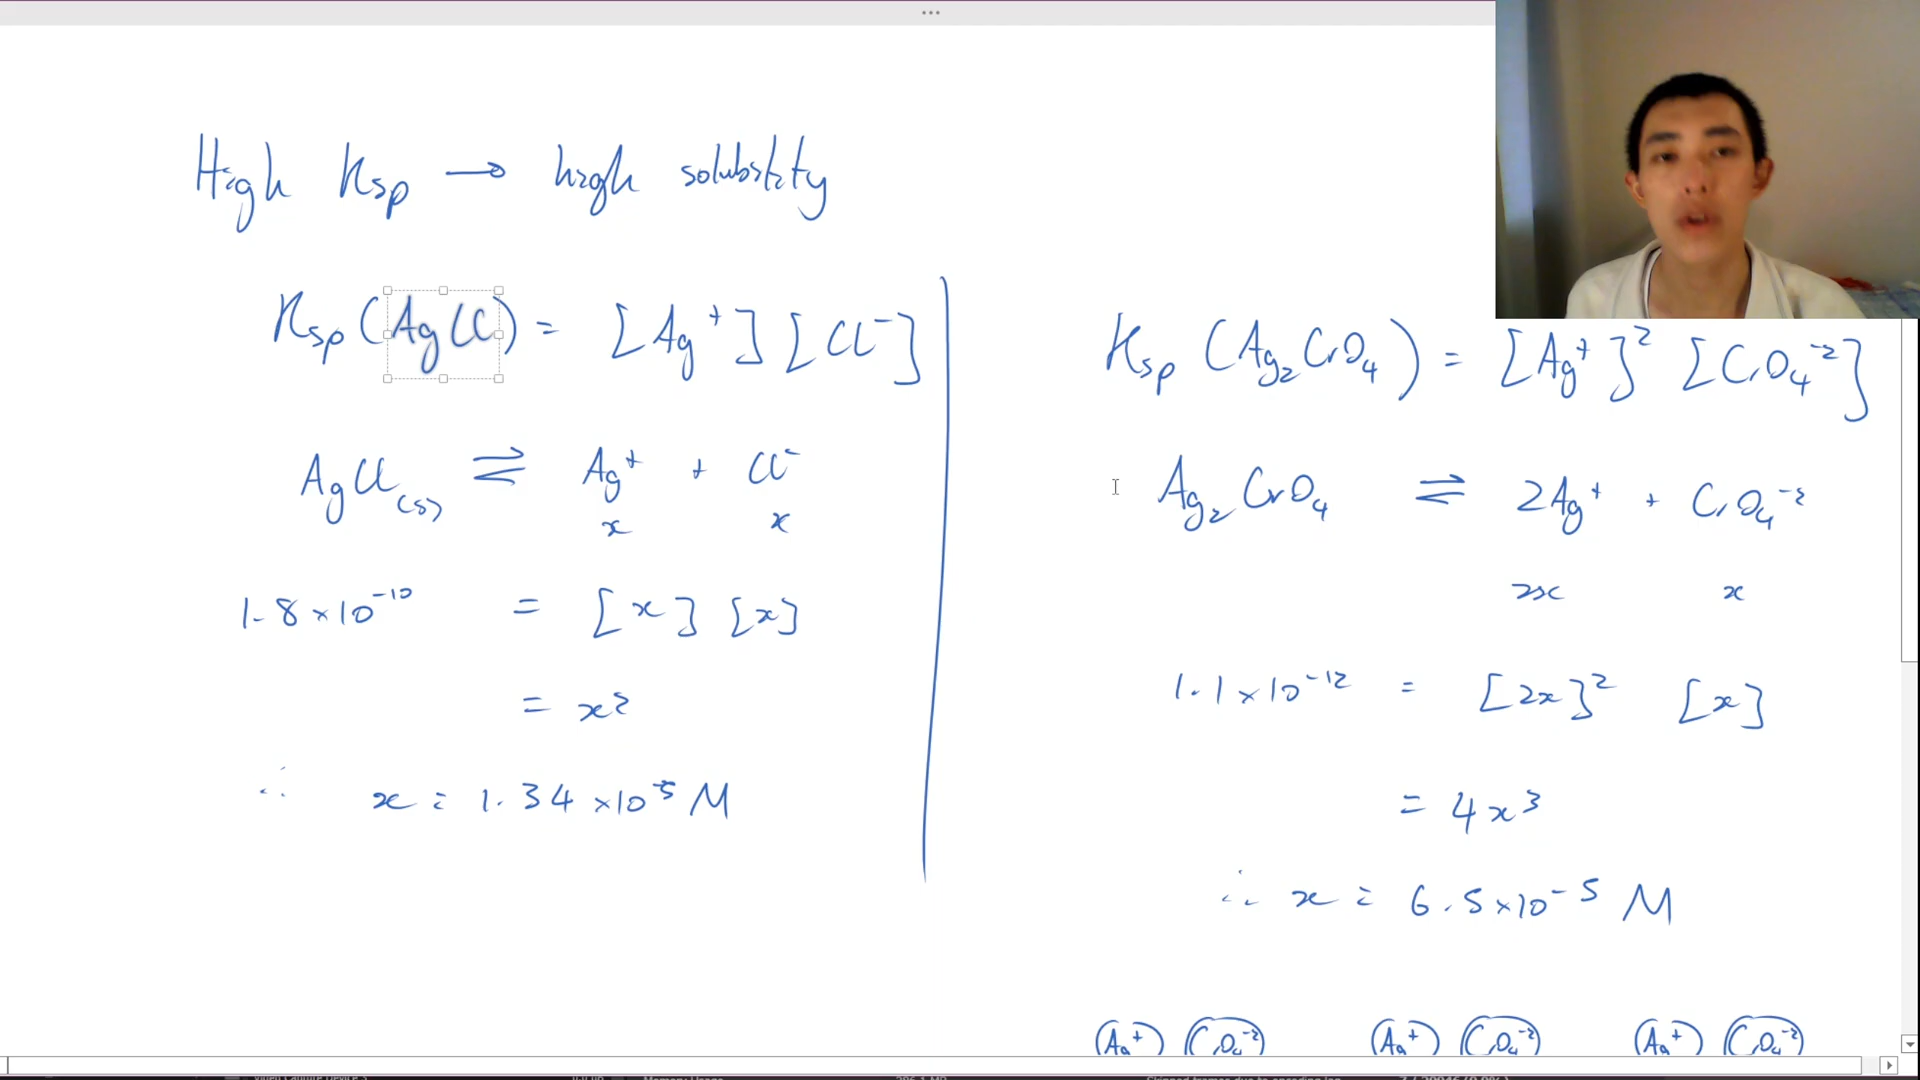 High Ksp → high solubility
Ksp (AgCl) = [Ag⁺] [Cl⁻]
AgCl(s) ⇌ Ag⁺ + Cl⁻
x x
1.8×10⁻¹⁰ = [x] [x]
= x²
∴ x = 1.34×10⁻⁵ M
Ksp (Ag₂CrO₄) = [Ag⁺]² [CrO₄⁻²]
Ag₂CrO₄ ⇌ 2Ag⁺ + CrO₄⁻²
2x x
1.1×10⁻¹² = [2x]² [x]
= 4x³
∴ x = 6.5×10⁻⁵ M
Ag⁺ CrO₄⁻² Ag⁺ CrO₄⁻² Ag⁺ CrO₄⁻²